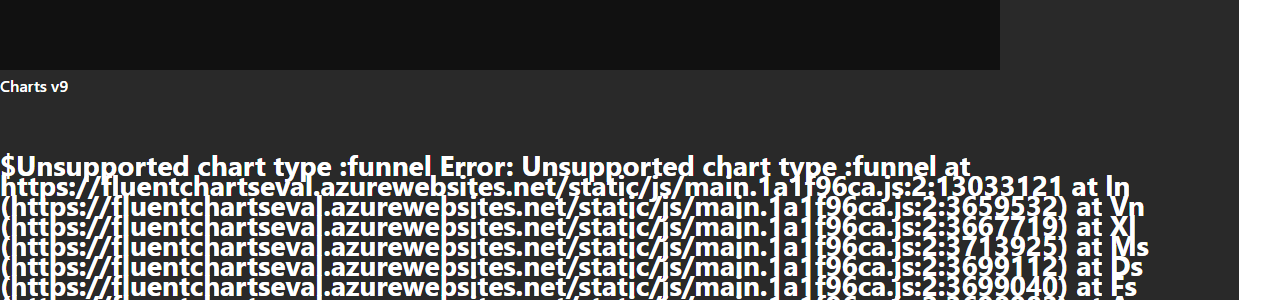 Charts v9
$Unsupported chart type :funnel Error: Unsupported chart type :funnel at
https://fluentchartseval.azurewebsites.net/static/js/main.1a1f96ca.js:2:13033121 at In
(https://fluentchartseval.azurewebsites.net/static/js/main.1a1f96ca.js:2:3659532) at Vn
(https://fluentchartseval.azurewebsites.net/static/js/main.1a1f96ca.js:2:3667719) at Xl
(https://fluentchartseval.azurewebsites.net/static/js/main.1a1f96ca.js:2:3713925) at Ms
(https://fluentchartseval.azurewebsites.net/static/js/main.1a1f96ca.js:2:3699112) at Ds
(https://fluentchartseval.azurewebsites.net/static/js/main.1a1f96ca.js:2:3699040) at Fs